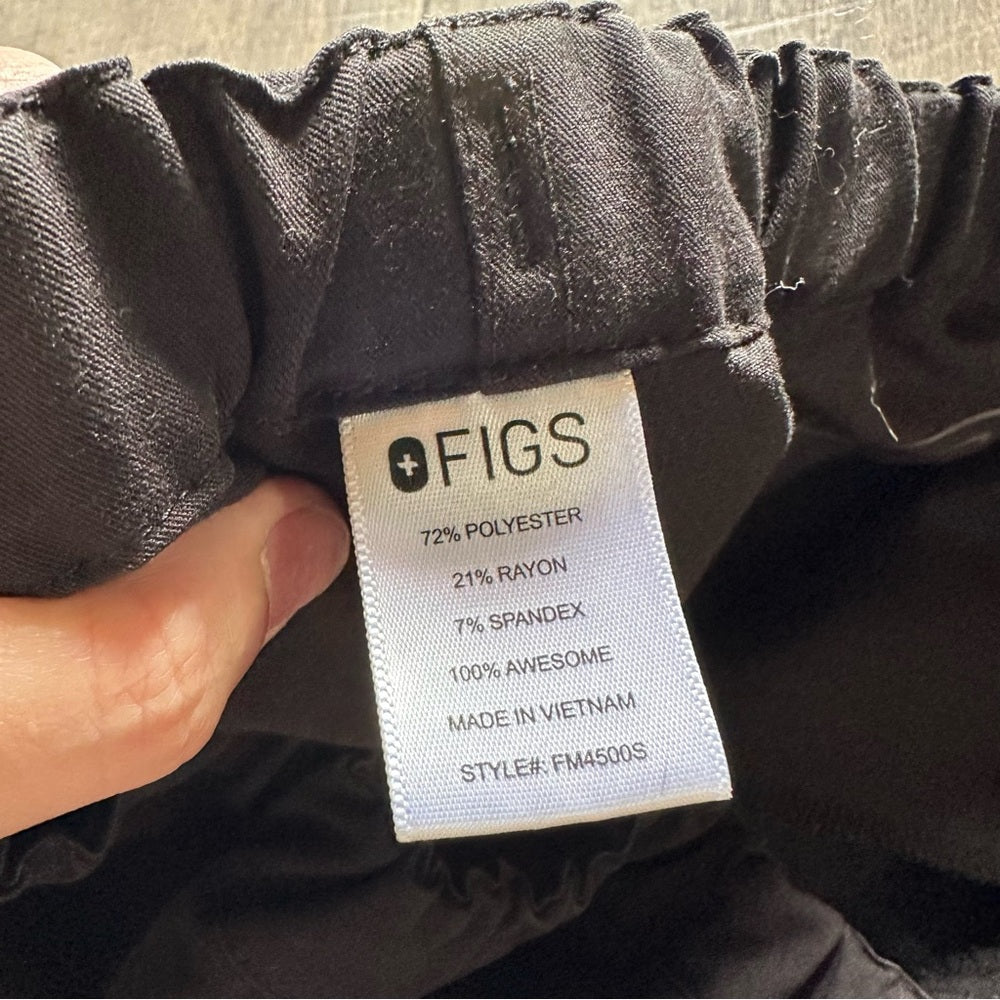 FIGS
72% POLYESTER
21% RAYON
7% SPANDEX
100% AWESOME
MADE IN VIETNAM
STYLE#: FM4500S